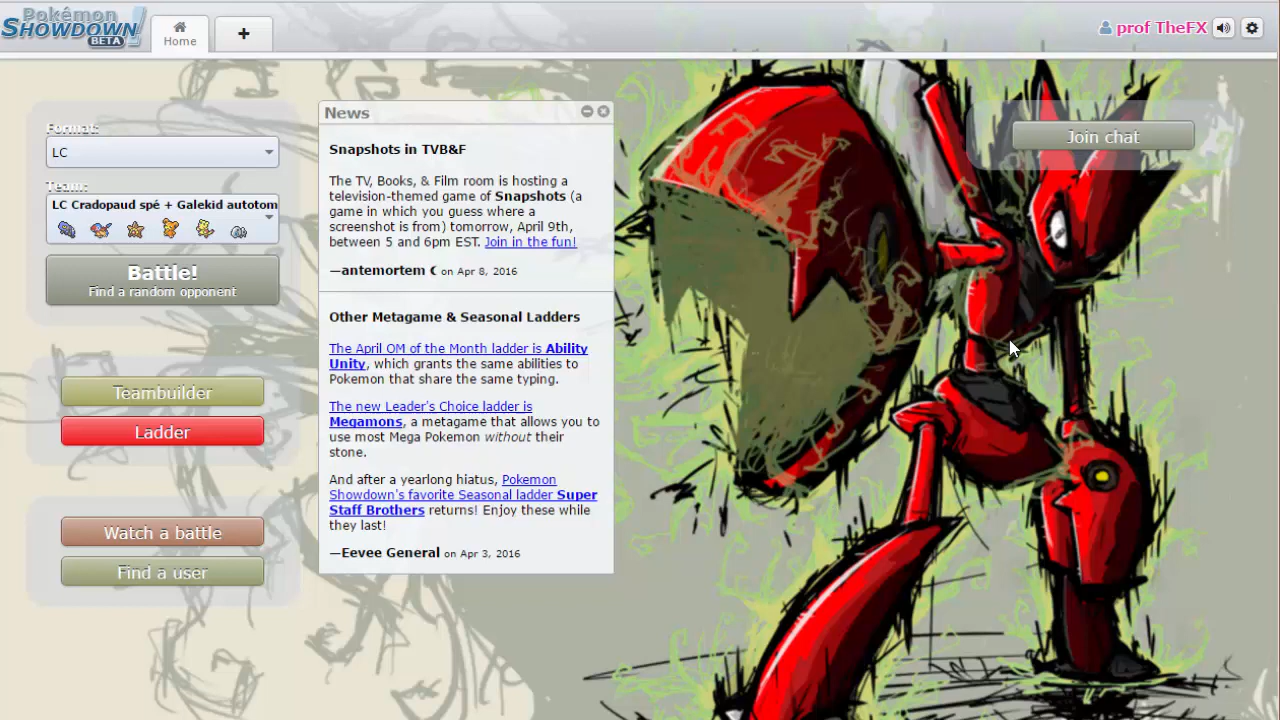 Pokémon
SHOWDOWN!
BETA
Home
+
prof TheFX
Format:
LC
Team:
LC Cradopaud spé + Galekid autotom
Battle!
Find a random opponent
Teambuilder
Ladder
Watch a battle
Find a user
News
Snapshots in TVB&F
The TV, Books, & Film room is hosting a
television-themed game of Snapshots (a
game in which you guess where a
screenshot is from) tomorrow, April 9th,
between 5 and 6pm EST. Join in the fun!
—antemortem ☾ on Apr 8, 2016
Other Metagame & Seasonal Ladders
The April OM of the Month ladder is Ability
Unity, which grants the same abilities to
Pokemon that share the same typing.
The new Leader's Choice ladder is
Megamons, a metagame that allows you to
use most Mega Pokemon without their
stone.
And after a yearlong hiatus, Pokemon
Showdown's favorite Seasonal ladder Super
Staff Brothers returns! Enjoy these while
they last!
—Eevee General on Apr 3, 2016
Join chat